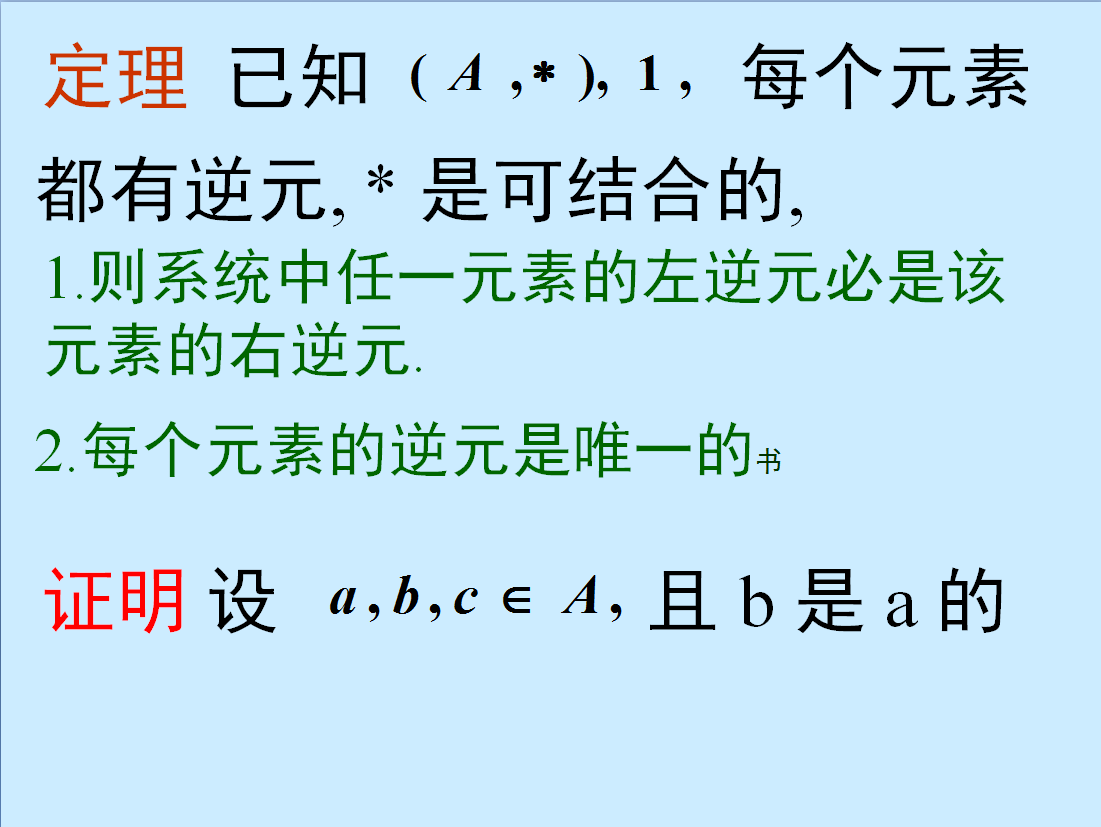 定理 已知 ( A ,* ), 1 , 每个元素
都有逆元, * 是可结合的,
1.则系统中任一元素的左逆元必是该
元素的右逆元.
2.每个元素的逆元是唯一的书
证明 设 a , b , c ∈ A , 且 b 是 a 的